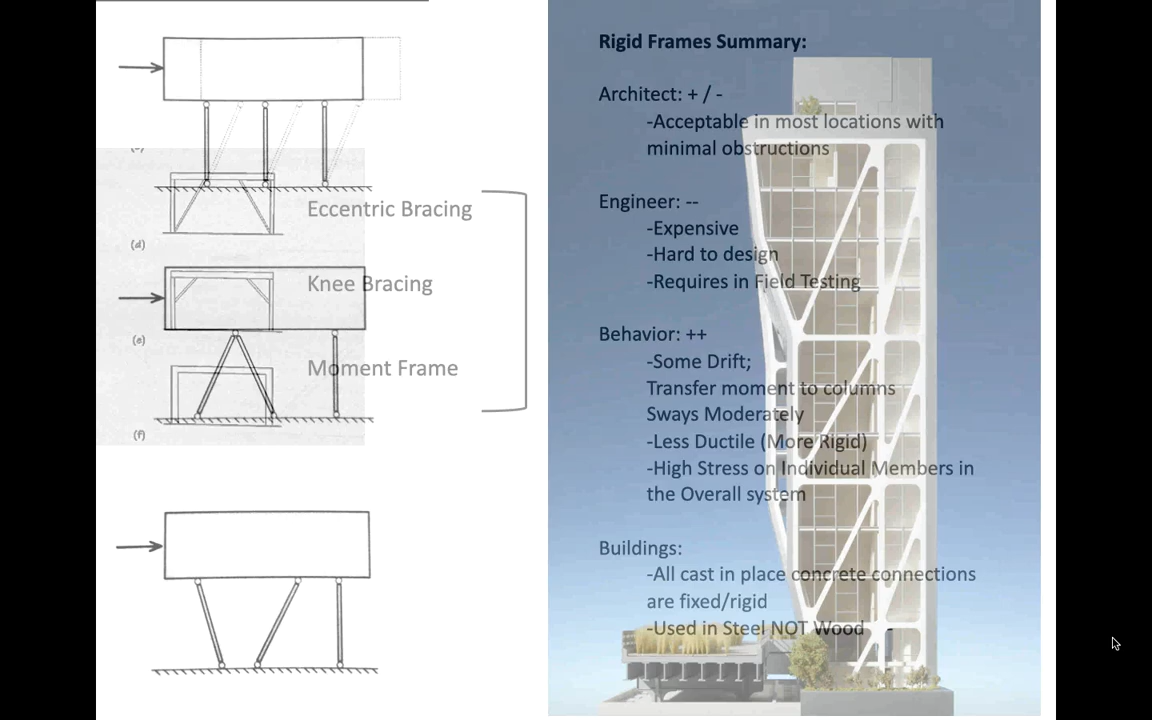 (d)
Eccentric Bracing
Knee Bracing
(e)
Moment Frame
(f)
Rigid Frames Summary:
Architect: + / -
-Acceptable in most locations with
minimal obstructions
Engineer: --
-Expensive
-Hard to design
-Requires in Field Testing
Behavior: ++
-Some Drift;
Transfer moment to columns
Sways Moderately
-Less Ductile (More Rigid)
-High Stress on Individual Members in
the Overall system
Buildings:
-All cast in place concrete connections
are fixed/rigid
-Used in Steel NOT Wood